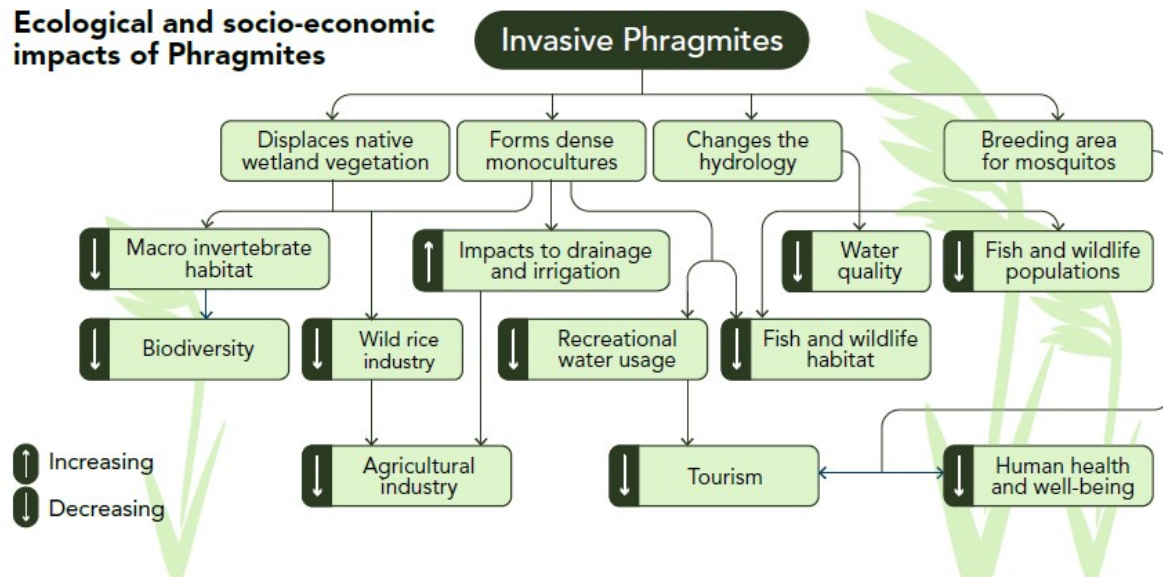 Ecological and socio-economic
impacts of Phragmites
Invasive Phragmites
Displaces native
wetland vegetation
Forms dense
monocultures
Changes the
hydrology
Breeding area
for mosquitos
Macro invertebrate
habitat
Impacts to drainage
and irrigation
Water
quality
Fish and wildlife
populations
Biodiversity
Wild rice
industry
Recreational
water usage
Fish and wildlife
habitat
Increasing
Decreasing
Agricultural
industry
Tourism
Human health
and well-being